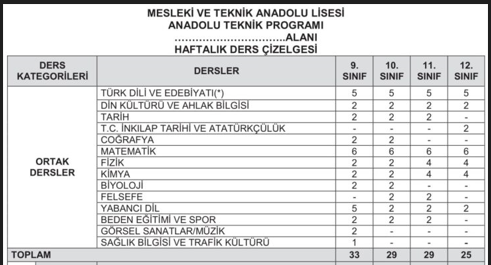 MESLEKİ VE TEKNİK ANADOLU LİSESİ
ANADOLU TEKNİK PROGRAMI
……………………………..ALANI
HAFTALIK DERS ÇİZELGESİ
DERS KATEGORİLERİ DERSLER 9. SINIF 10. SINIF 11. SINIF 12. SINIF
ORTAK DERSLER
TÜRK DİLİ VE EDEBİYATI(*) 5 5 5 5
DİN KÜLTÜRÜ VE AHLAK BİLGİSİ 2 2 2 2
TARİH 2 2 2 -
T.C. İNKILAP TARİHİ VE ATATÜRKÇÜLÜK - - - 2
COĞRAFYA 2 2 - -
MATEMATİK 6 6 6 6
FİZİK 2 2 4 4
KİMYA 2 2 4 4
BİYOLOJİ 2 2 - -
FELSEFE - 2 2 -
YABANCI DİL 5 2 2 2
BEDEN EĞİTİMİ VE SPOR 2 2 2 -
GÖRSEL SANATLAR/MÜZİK 2 - - -
SAĞLIK BİLGİSİ VE TRAFİK KÜLTÜRÜ 1 - - -
TOPLAM 33 29 29 25